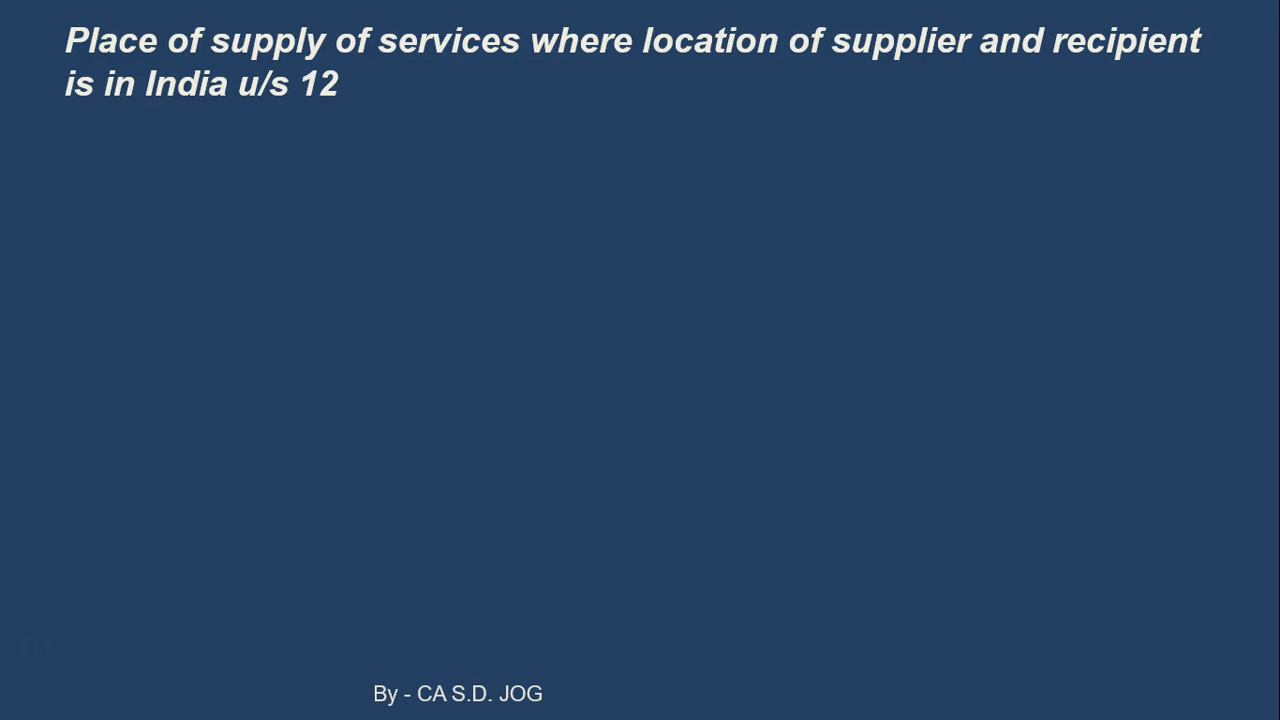 Place of supply of services where location of supplier and recipient
is in India u/s 12
By - CA S.D. JOG